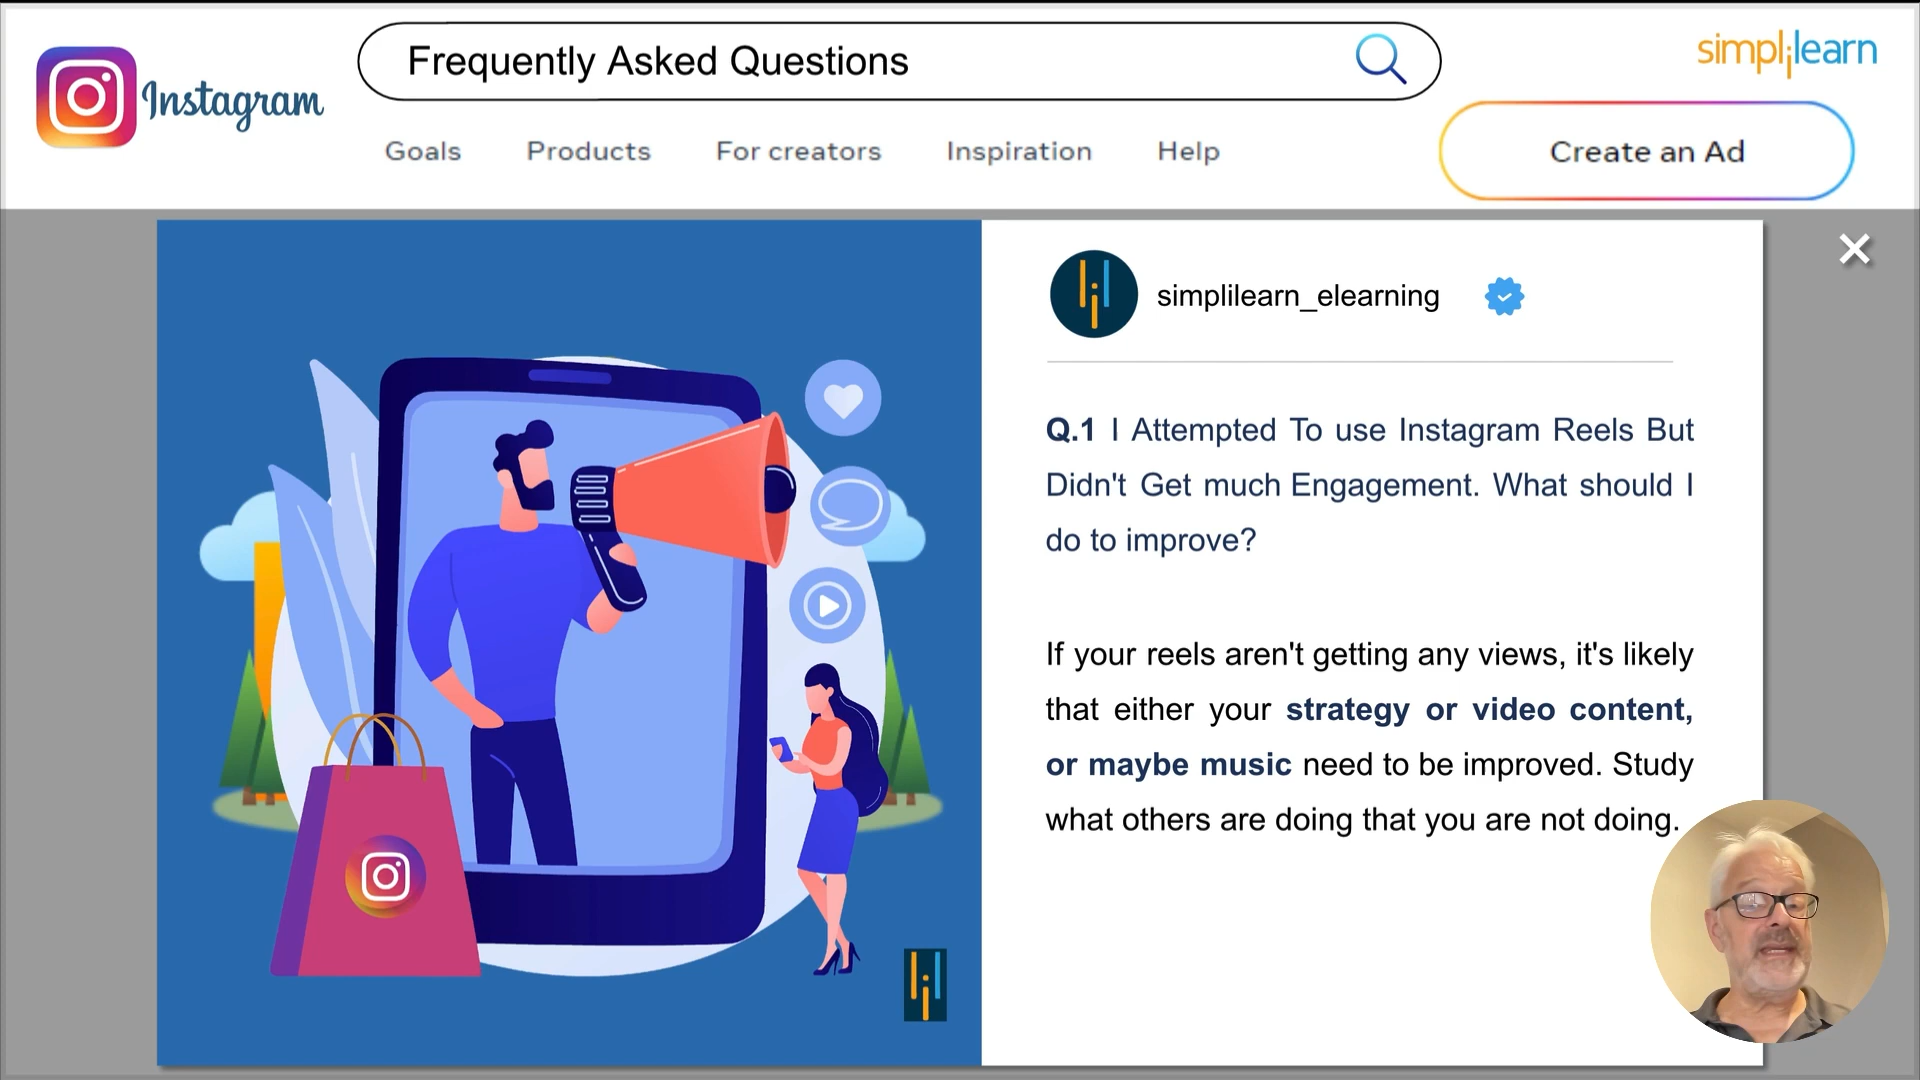 Instagram
Frequently Asked Questions
simplilearn
Goals Products For creators Inspiration Help
Create an Ad
simplilearn_elearning
Q.1 I Attempted To use Instagram Reels But
Didn't Get much Engagement. What should I
do to improve?
If your reels aren't getting any views, it's likely
that either your strategy or video content,
or maybe music need to be improved. Study
what others are doing that you are not doing.